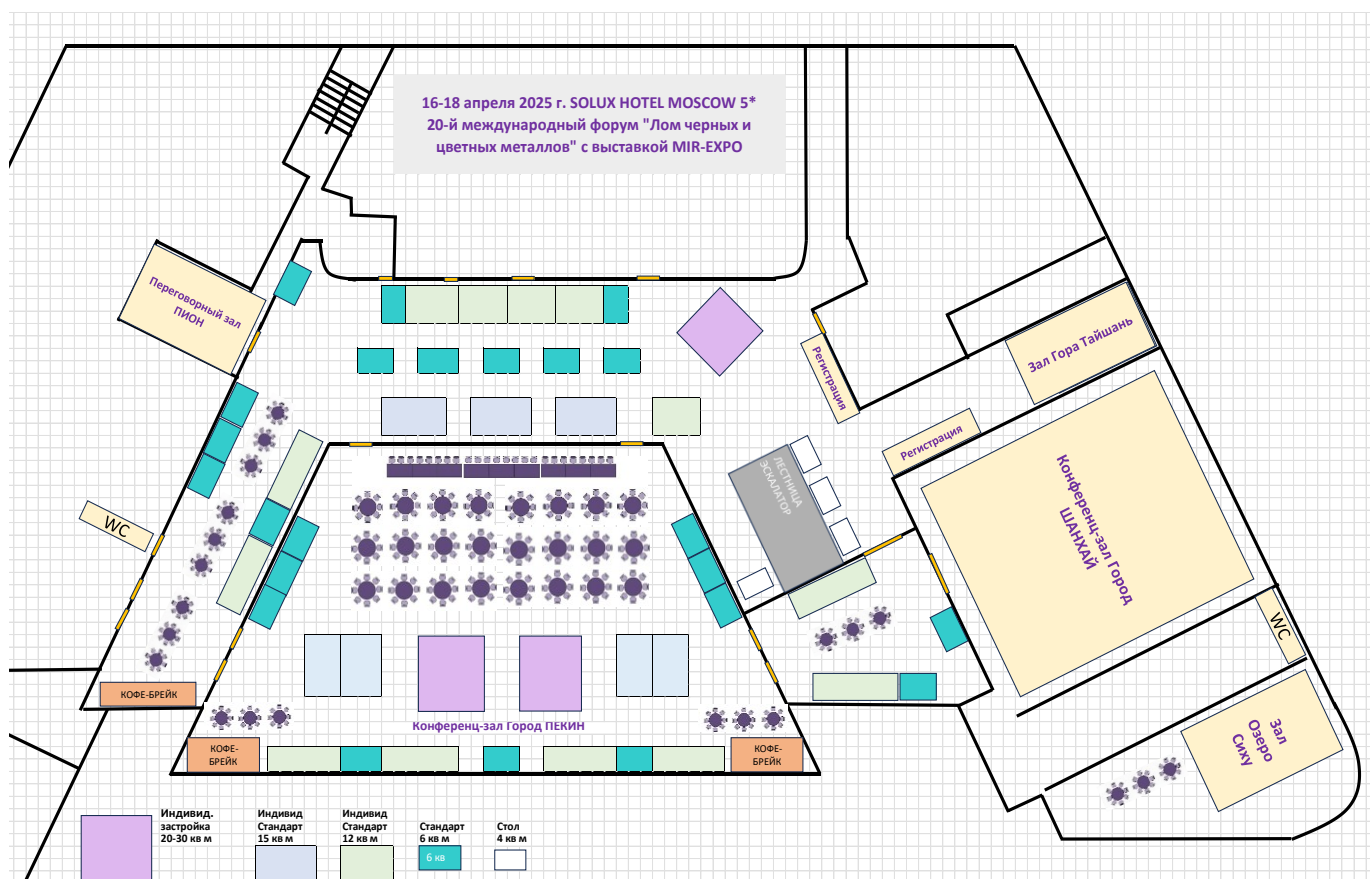 16-18 апреля 2025 г. SOLUX HOTEL MOSCOW 5*
20-й международный форум "Лом черных и
цветных металлов" с выставкой MIR-EXPO
Переговорный зал
ПИОН
Регистрация
Зал Гора Тайшань
Регистрация
ЛЕСТНИЦА
ЭСКАЛАТОР
Конференц-зал Город
ШАНХАЙ
WC
WC
КОФЕ-БРЕЙК
Конференц-зал Город ПЕКИН
КОФЕ-
БРЕЙК
КОФЕ-
БРЕЙК
Зал
Озеро
Сиху
Индивид.
застройка
20-30 кв м
Индивид
Стандарт
15 кв м
Индивид
Стандарт
12 кв м
Стандарт
6 кв м
6 кв
Стол
4 кв м